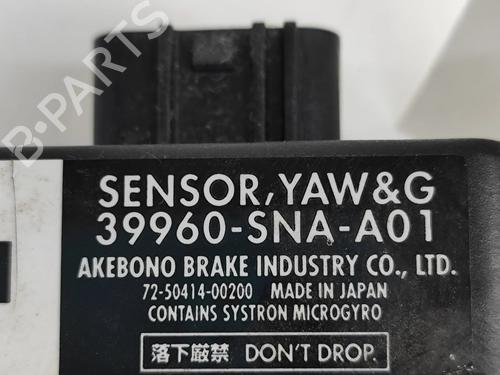 B-PARTS
SENSOR,YAW&G
39960-SNA-A01
AKEBONO BRAKE INDUSTRY CO., LTD.
72-50414-00200 MADE IN JAPAN
CONTAINS SYSTRON MICROGYRO
落下厳禁 DON'T DROP.